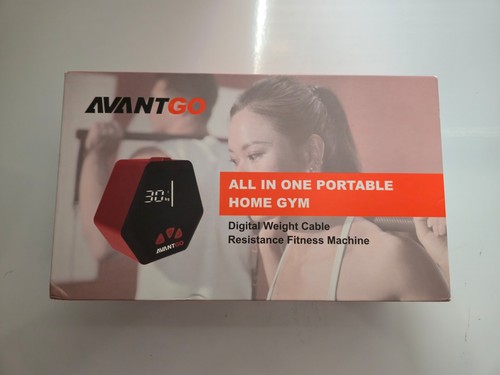 AVANTGO
ALL IN ONE PORTABLE
HOME GYM
Digital Weight Cable
Resistance Fitness Machine
30
AVANTGO